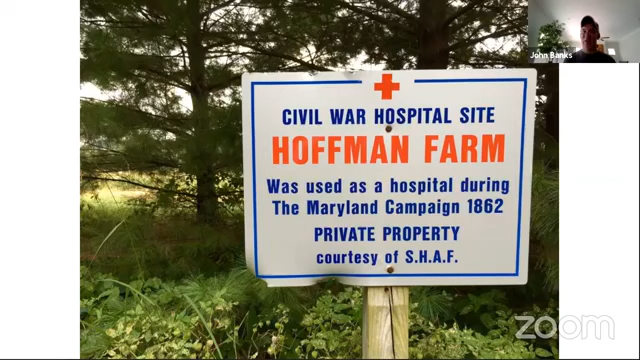 John Banks
CIVIL WAR HOSPITAL SITE
HOFFMAN FARM
Was used as a hospital during
The Maryland Campaign 1862
PRIVATE PROPERTY
courtesy of S.H.A.F.
zoom